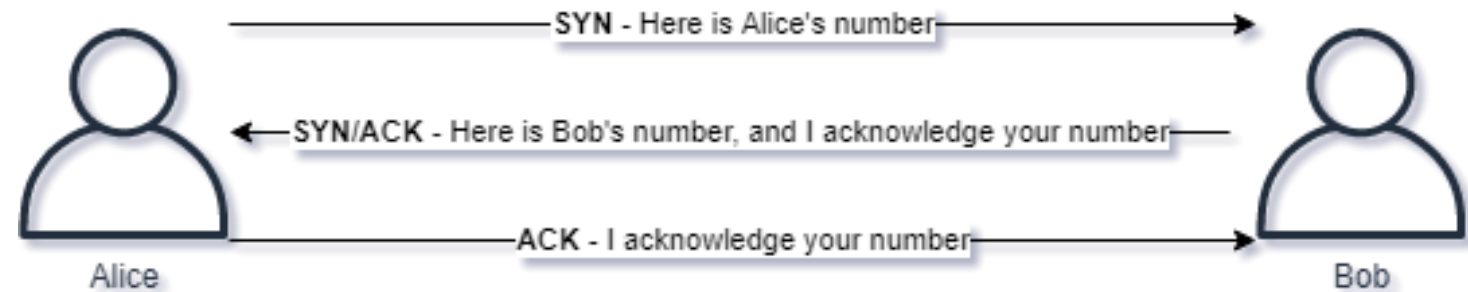 SYN - Here is Alice's number
SYN/ACK - Here is Bob's number, and I acknowledge your number
ACK - I acknowledge your number
Alice
Bob